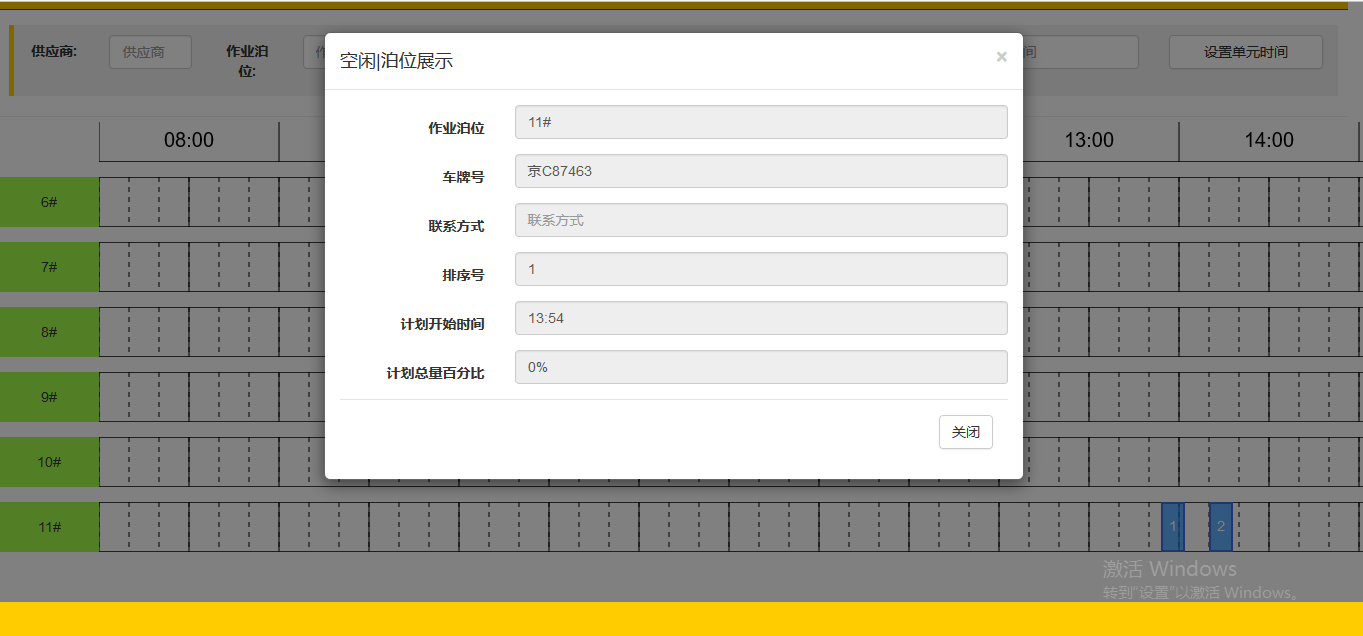 供应商:
供应商
作业泊
位:
作
间
设置单元时间
空闲|泊位展示
×
作业泊位
11#
车牌号
京C87463
联系方式
联系方式
排序号
1
计划开始时间
13:54
计划总量百分比
0%
关闭
08:00
13:00
14:00
6#
7#
8#
9#
10#
11#
1
2
激活 Windows
转到"设置"以激活 Windows。